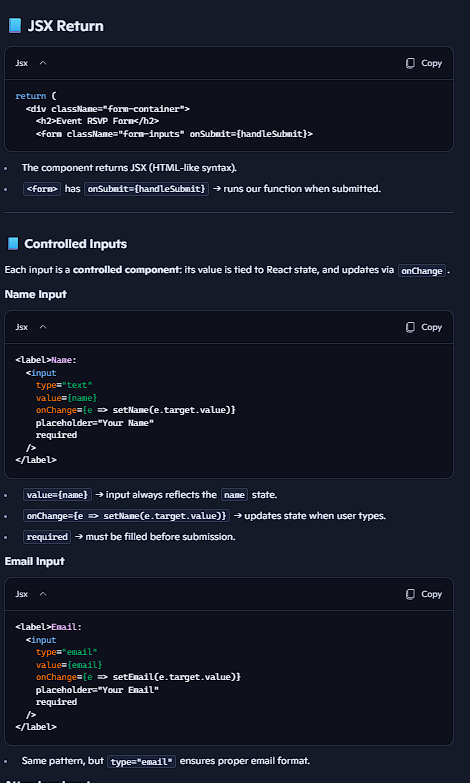 JSX Return
Jsx Copy
return (
<div className="form-container">
<h2>Event RSVP Form</h2>
<form className="form-inputs" onSubmit={handleSubmit}>
The component returns JSX (HTML-like syntax).
<form> has onSubmit={handleSubmit} → runs our function when submitted.
Controlled Inputs
Each input is a controlled component: its value is tied to React state, and updates via onChange.
Name Input
Jsx Copy
<label>Name:
<input
type="text"
value={name}
onChange={e => setName(e.target.value)}
placeholder="Your Name"
required
/>
</label>
value={name} → input always reflects the name state.
onChange={e => setName(e.target.value)} → updates state when user types.
required → must be filled before submission.
Email Input
Jsx Copy
<label>Email:
<input
type="email"
value={email}
onChange={e => setEmail(e.target.value)}
placeholder="Your Email"
required
/>
</label>
Same pattern, but type="email" ensures proper email format.